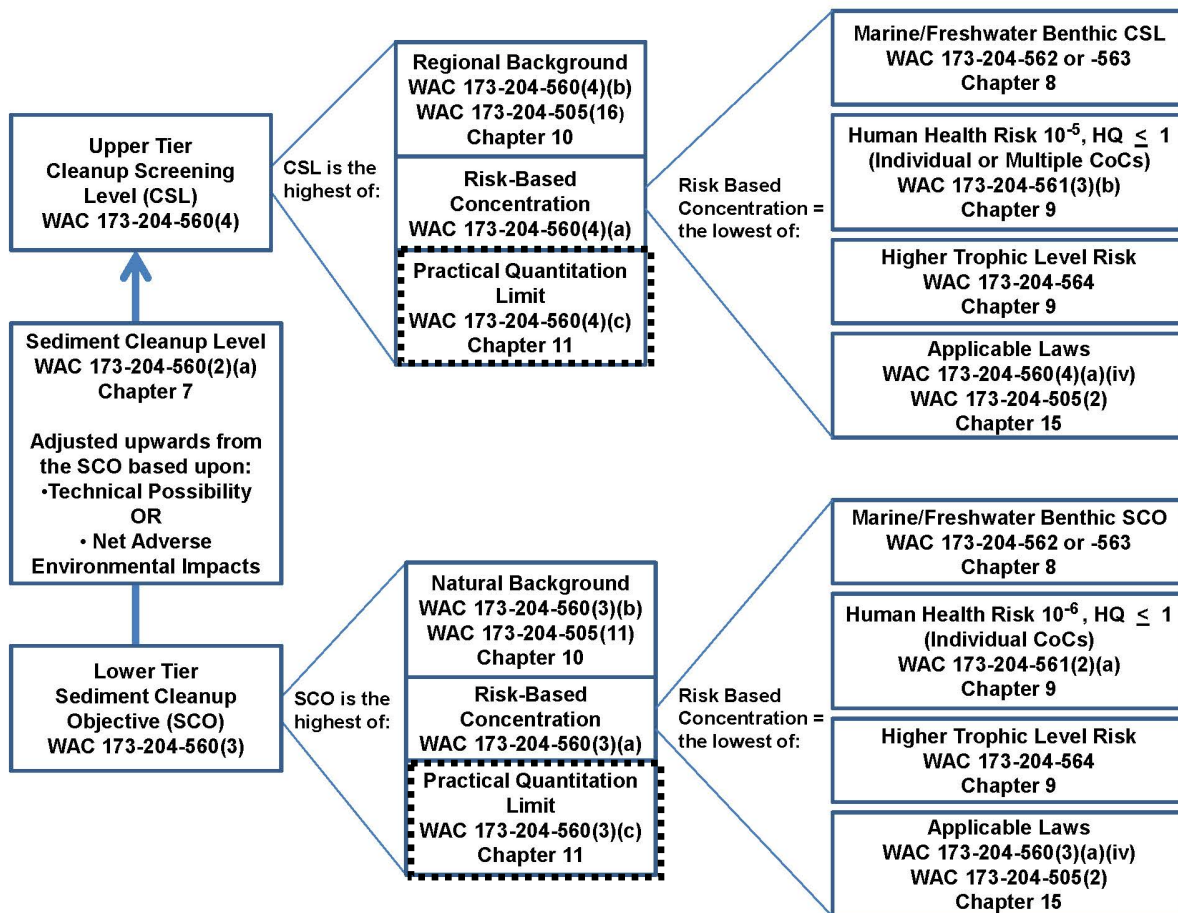 Upper Tier
Cleanup Screening
Level (CSL)
WAC 173-204-560(4)
CSL is the
highest of:
Regional Background
WAC 173-204-560(4)(b
WAC 173-204-505(16)
Chapter 10
Risk-Based
Concentration
WAC 173-204-560(4)(a)
Practical Quantitation
Limit
WAC 173-204-560(4)(c)
Chapter 11
Risk Based
Concentration =
the lowest of:
Marine/Freshwater Benthic CSL
WAC 173-204-562 or -563
Chapter 8
Human Health Risk 10-5, HQ ≤ 1
(Individual or Multiple CoCs)
WAC 173-204-561(3)(b)
Chapter 9
Higher Trophic Level Risk
WAC 173-204-564
Chapter 9
Applicable Laws
WAC 173-204-560(4)(a)(iv)
WAC 173-204-505(2)
Chapter 15
Sediment Cleanup Level
WAC 173-204-560(2)(a)
Chapter 7
Adjusted upwards from
the SCO based upon:
•Technical Possibility
OR
• Net Adverse
Environmental Impacts
Lower Tier
Sediment Cleanup
Objective (SCO)
WAC 173-204-560(3)
SCO is the
highest of:
Natural Background
WAC 173-204-560(3)(b
WAC 173-204-505(11)
Chapter 10
Risk-Based
Concentration
WAC 173-204-560(3)(a)
Practical Quantitation
Limit
WAC 173-204-560(3)(c)
Chapter 11
Risk Based
Concentration =
the lowest of:
Marine/Freshwater Benthic SCO
WAC 173-204-562 or -563
Chapter 8
Human Health Risk 10-6 , HQ ≤ 1
(Individual CoCs)
WAC 173-204-561(2)(a)
Chapter 9
Higher Trophic Level Risk
WAC 173-204-564
Chapter 9
Applicable Laws
WAC 173-204-560(3)(a)(iv)
WAC 173-204-505(2)
Chapter 15